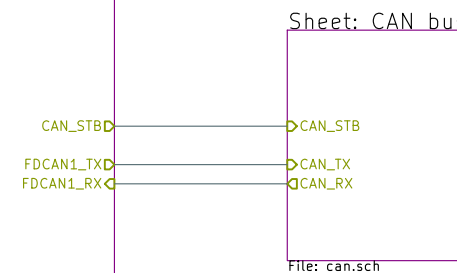 Sheet: CAN bu
CAN_STB CAN_STB
FDCAN1_TX CAN_TX
FDCAN1_RX CAN_RX
File: can.sch